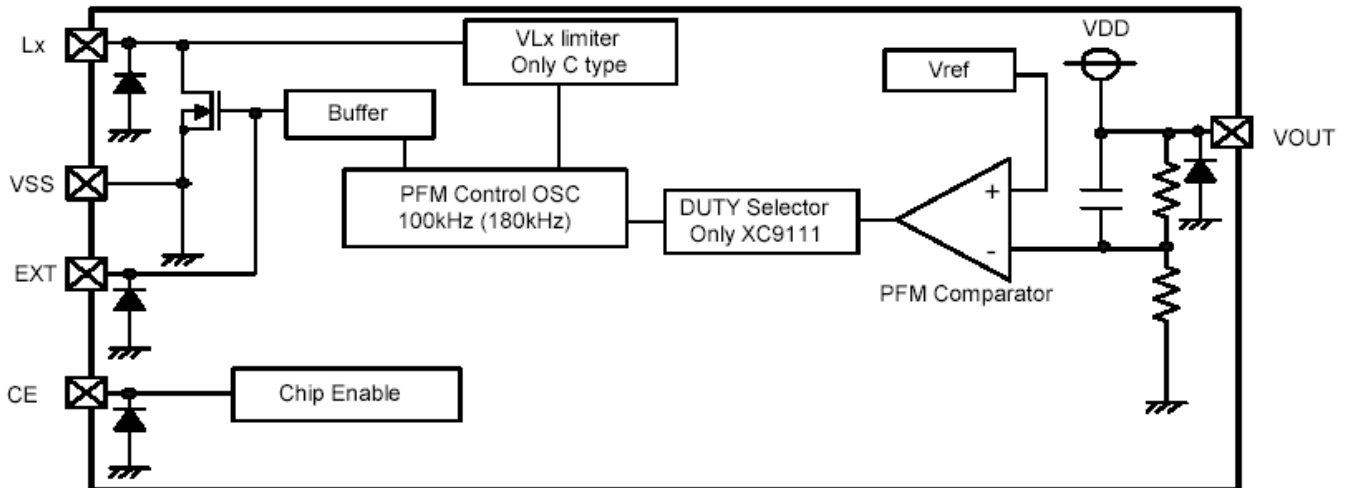 Lx
VLx limiter
Only C type
VDD
Vref
Buffer
VOUT
VSS
PFM Control OSC
100kHz (180kHz)
DUTY Selector
Only XC9111
+
-
EXT
PFM Comparator
CE
Chip Enable